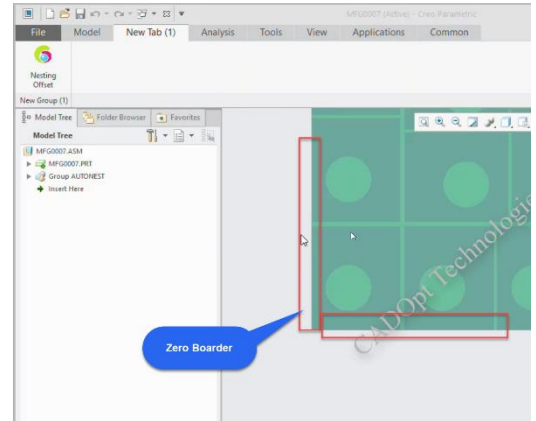 MFG0007 (Active) - Creo Parametric
File Model New Tab (1) Analysis Tools View Applications Common
Nesting
Offset
New Group (1)
Model Tree Folder Browser Favorites
Model Tree
MFG0007.ASM
MFG0007.PRT
Group AUTONEST
Insert Here
Zero Boarder
CADOpt Technologie